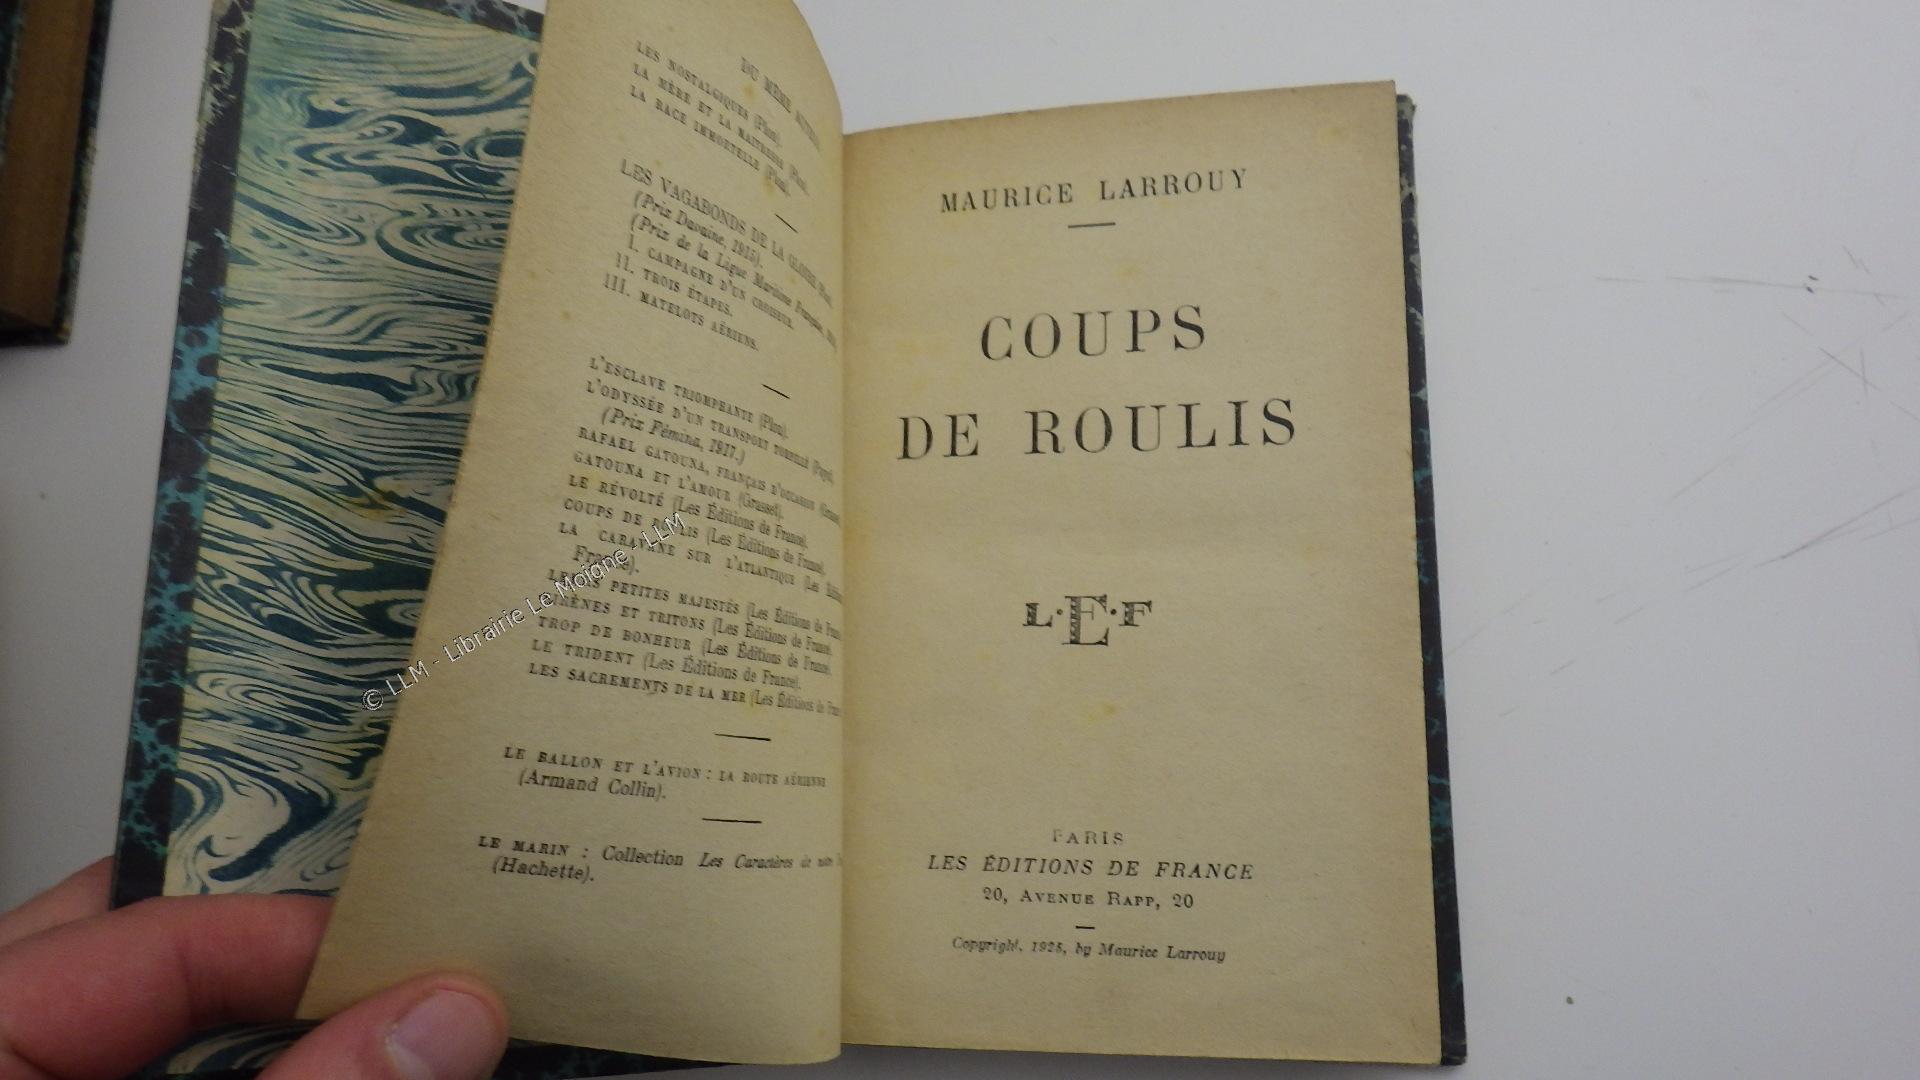 DU MÊME AUTEUR
LES NOSTALGIQUES (Plon).
LA MÈRE ET LA MAITRESSE (Plon).
LA RACE IMMORTELLE (Plon).
LES VAGABONDS DE LA GLOIRE
(Prix Davaine, 1915).
(Prix de la Ligue Maritime Française,
I. CAMPAGNE D'UN CROISEUR.
II. TROIS ÉTAPES.
III. MATELOTS AÉRIENS.
L'ESCLAVE TRIOMPHANTE (Plon).
L'ODYSSÉE D'UN TRANSPORT TORPILLÉ
(Prix Fémina, 1917.)
RAFAEL GATOUNA, FRANÇAIS D'OCCASION
GATOUNA ET L'AMOUR (Grasset).
LE RÉVOLTÉ (Les Éditions de France).
COUPS DE ROULIS (Les Éditions de France).
LA CARAVANE SUR L'ATLANTIQUE (Les
France).
PETITES MAJESTÉS (Les Éditions de
SIRÈNES ET TRITONS (Les Éditions de France).
TROP DE BONHEUR (Les Éditions de France).
LE TRIDENT (Les Éditions de France).
LES SACREMENTS DE LA MER (Les Éditions de
LE BALLON ET L'AVION : LA ROUTE AÉRIENNE
(Armand Collin).
LE MARIN : Collection Les Caractères de
(Hachette).
© LLM - Librairie Le Moiane - LLM
MAURICE LARROUY
COUPS
DE ROULIS
L·E·F
PARIS
LES ÉDITIONS DE FRANCE
20, AVENUE RAPP, 20
Copyright, 1925, by Maurice Larrouy